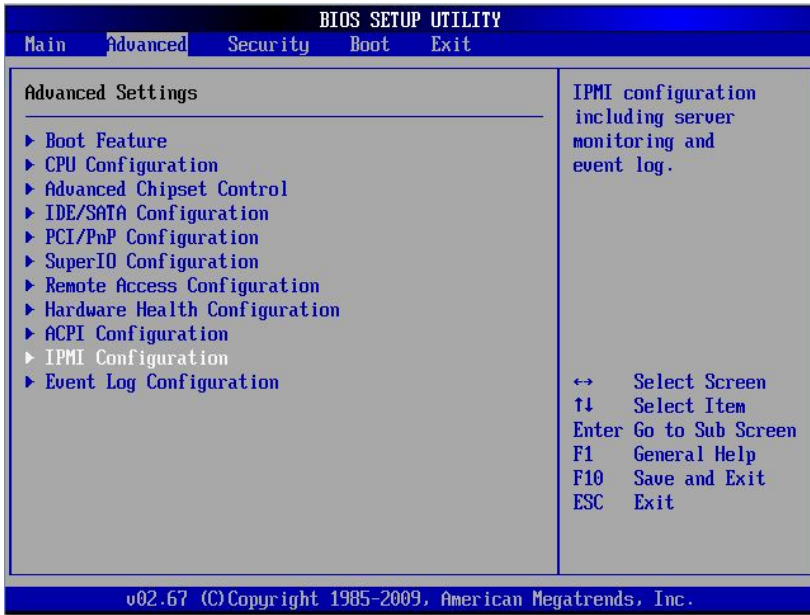 BIOS SETUP UTILITY
Main Advanced Security Boot Exit
Advanced Settings
▶ Boot Feature
▶ CPU Configuration
▶ Advanced Chipset Control
▶ IDE/SATA Configuration
▶ PCI/PnP Configuration
▶ SuperIO Configuration
▶ Remote Access Configuration
▶ Hardware Health Configuration
▶ ACPI Configuration
▶ IPMI Configuration
▶ Event Log Configuration
IPMI configuration
including server
monitoring and
event log.
↔ Select Screen
↑↓ Select Item
Enter Go to Sub Screen
F1 General Help
F10 Save and Exit
ESC Exit
v02.67 (C)Copyright 1985-2009, American Megatrends, Inc.